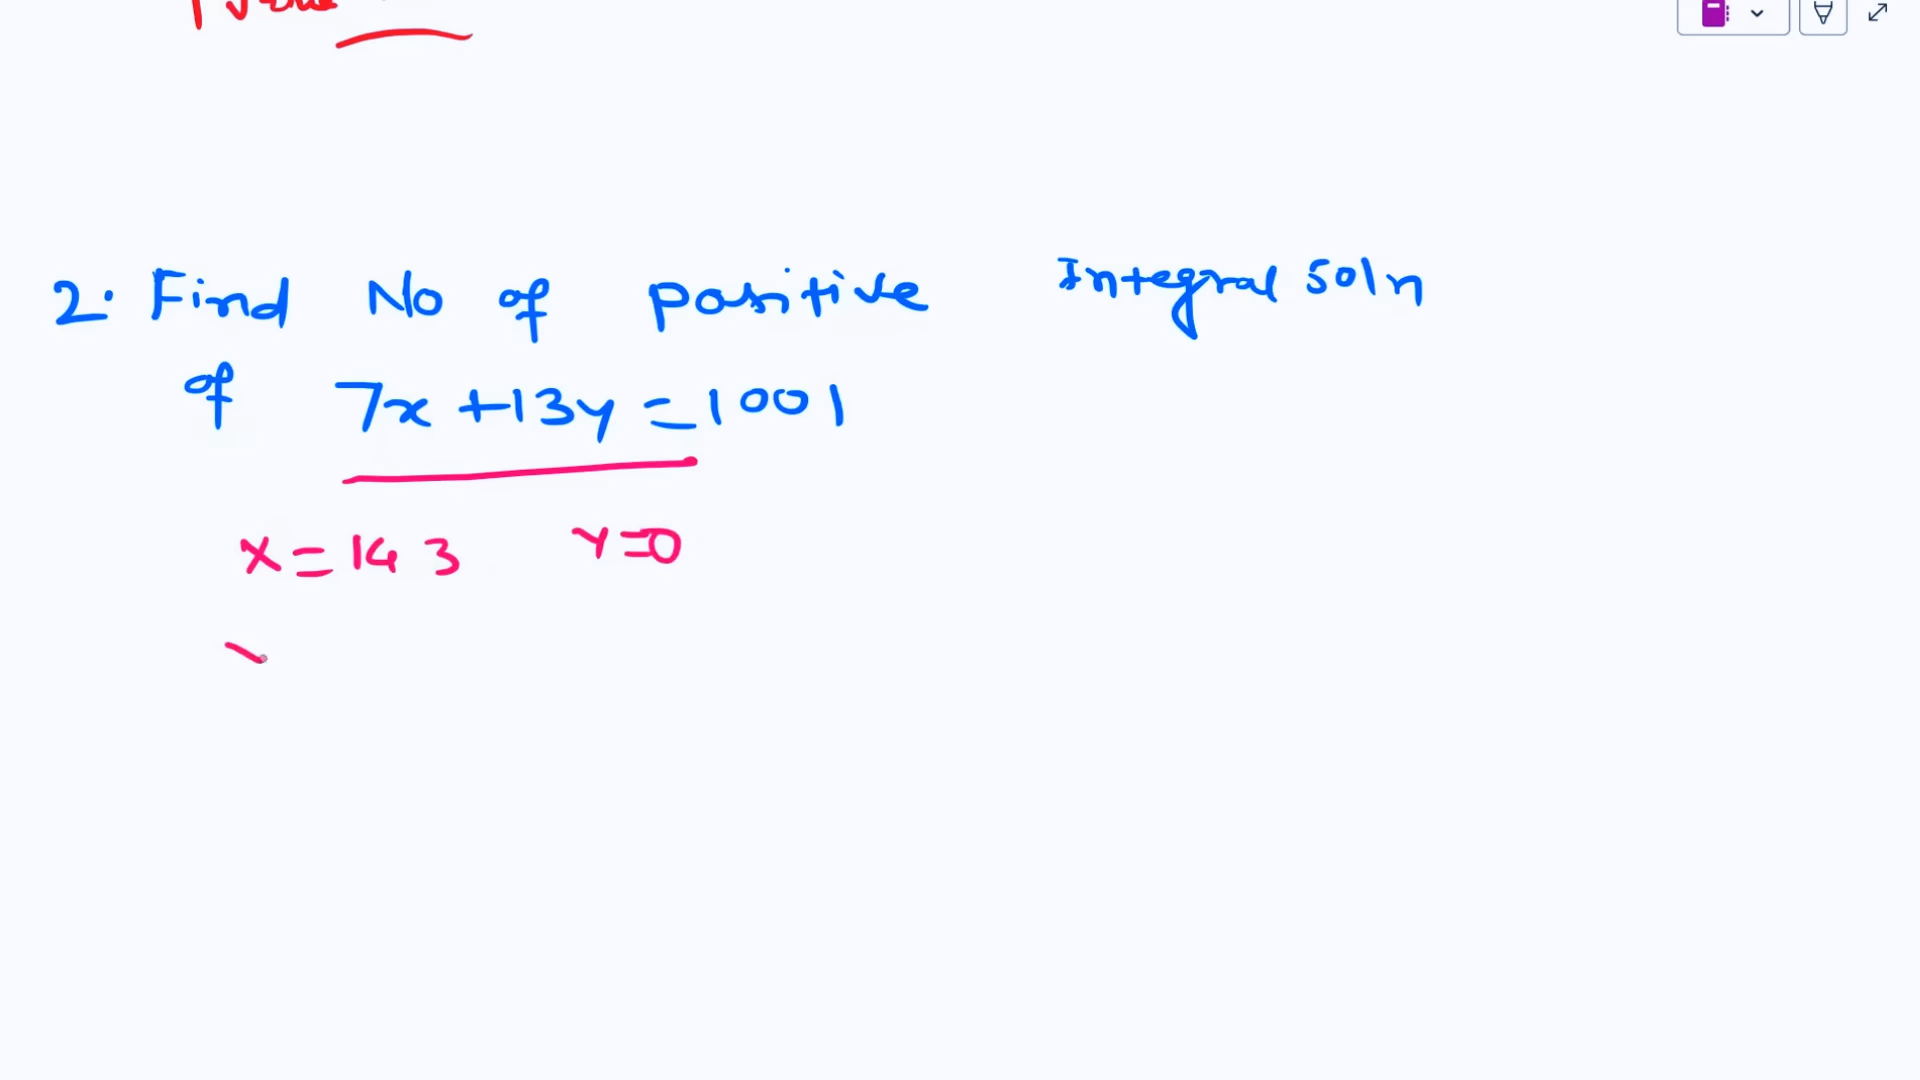 2. Find No of positive Integral soln
of 7x +13y = 1001
x = 143 y=0